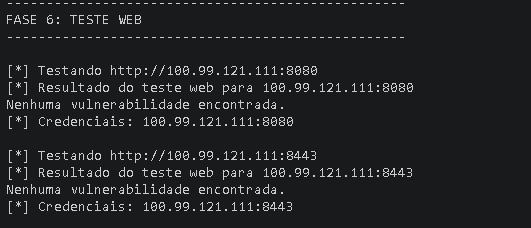 --------------------------------------------------
FASE 6: TESTE WEB
--------------------------------------------------
[*] Testando http://100.99.121.111:8080
[*] Resultado do teste web para 100.99.121.111:8080
Nenhuma vulnerabilidade encontrada.
[*] Credenciais: 100.99.121.111:8080
[*] Testando http://100.99.121.111:8443
[*] Resultado do teste web para 100.99.121.111:8443
Nenhuma vulnerabilidade encontrada.
[*] Credenciais: 100.99.121.111:8443